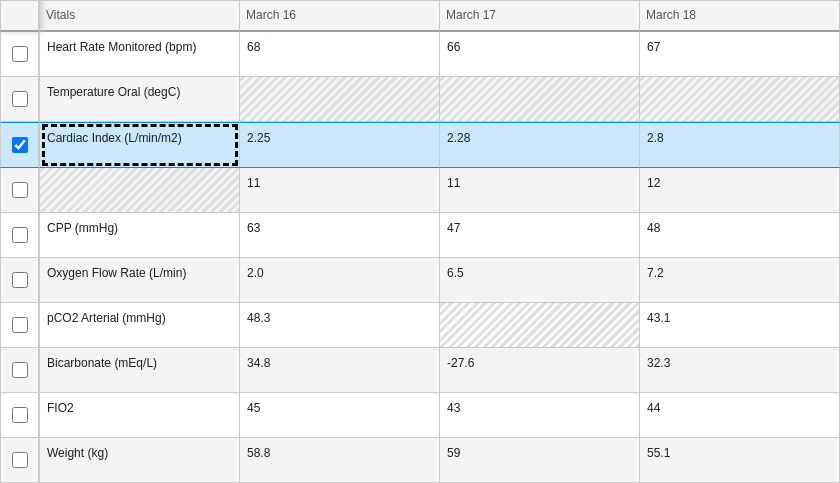 Vitals March 16 March 17 March 18
Heart Rate Monitored (bpm) 68 66 67
Temperature Oral (degC)
Cardiac Index (L/min/m2) 2.25 2.28 2.8
11 11 12
CPP (mmHg) 63 47 48
Oxygen Flow Rate (L/min) 2.0 6.5 7.2
pCO2 Arterial (mmHg) 48.3 43.1
Bicarbonate (mEq/L) 34.8 -27.6 32.3
FIO2 45 43 44
Weight (kg) 58.8 59 55.1